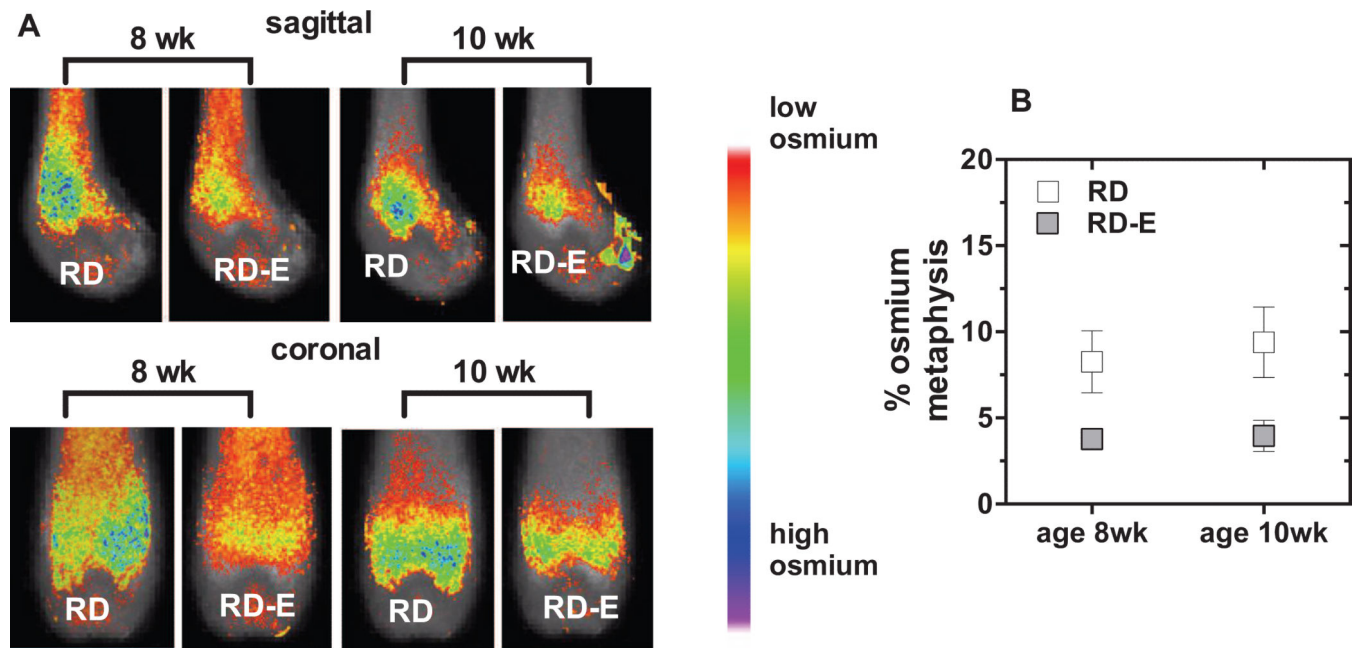 A
sagittal
8 wk
10 wk
RD
RD-E
RD
RD-E
coronal
8 wk
10 wk
RD
RD-E
RD
RD-E
low
osmium
high
osmium
B
% osmium
metaphysis
20
15
10
5
0
RD
RD-E
age 8wk
age 10wk